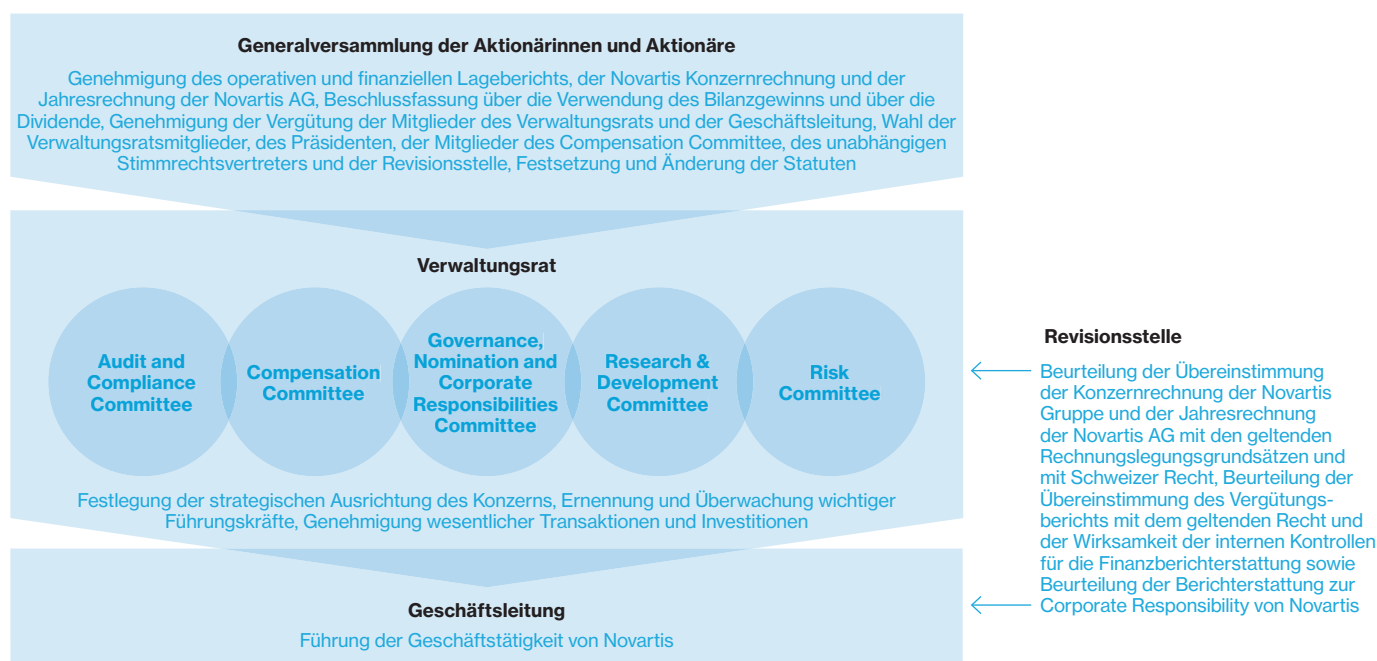 Generalversammlung der Aktionärinnen und Aktionäre
Genehmigung des operativen und finanziellen Lageberichts, der Novartis Konzernrechnung und der
Jahresrechnung der Novartis AG, Beschlussfassung über die Verwendung des Bilanzgewinns und über die
Dividende, Genehmigung der Vergütung der Mitglieder des Verwaltungsrats und der Geschäftsleitung, Wahl der
Verwaltungsratsmitglieder, des Präsidenten, der Mitglieder des Compensation Committee, des unabhängigen
Stimmrechtsvertreters und der Revisionsstelle, Festsetzung und Änderung der Statuten
Verwaltungsrat
Audit and
Compliance
Committee
Compensation
Committee
Governance,
Nomination and
Corporate
Responsibilities
Committee
Research &
Development
Committee
Risk
Committee
Festlegung der strategischen Ausrichtung des Konzerns, Ernennung und Überwachung wichtiger
Führungskräfte, Genehmigung wesentlicher Transaktionen und Investitionen
Geschäftsleitung
Führung der Geschäftstätigkeit von Novartis
Revisionsstelle
Beurteilung der Übereinstimmung
der Konzernrechnung der Novartis
Gruppe und der Jahresrechnung
der Novartis AG mit den geltenden
Rechnungslegungsgrundsätzen und
mit Schweizer Recht, Beurteilung der
Übereinstimmung des Vergütungs-
berichts mit dem geltenden Recht und
der Wirksamkeit der internen Kontrollen
für die Finanzberichterstattung sowie
Beurteilung der Berichterstattung zur
Corporate Responsibility von Novartis